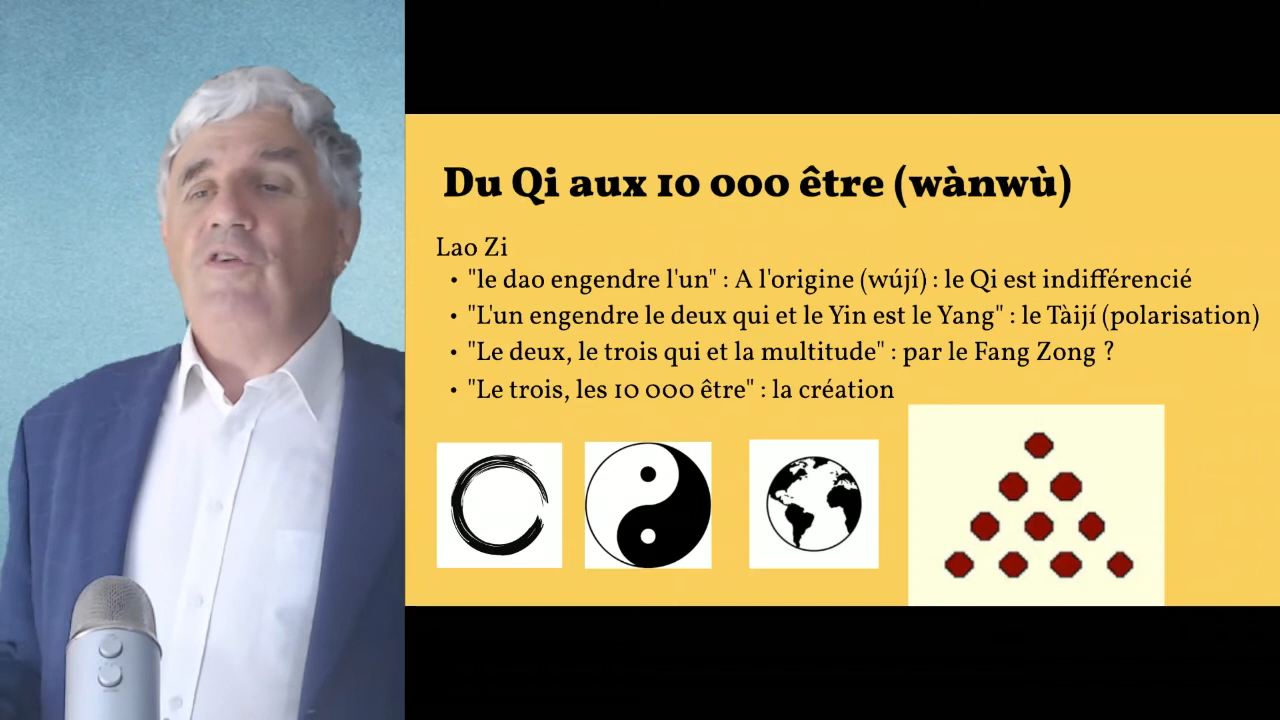 Du Qi aux 10 000 être (wànwù)
Lao Zi
• "le dao engendre l'un" : A l'origine (wújí) : le Qi est indifférencié
• "L'un engendre le deux qui et le Yin est le Yang" : le Tàijí (polarisation)
• "Le deux, le trois qui et la multitude" : par le Fang Zong ?
• "Le trois, les 10 000 être" : la création